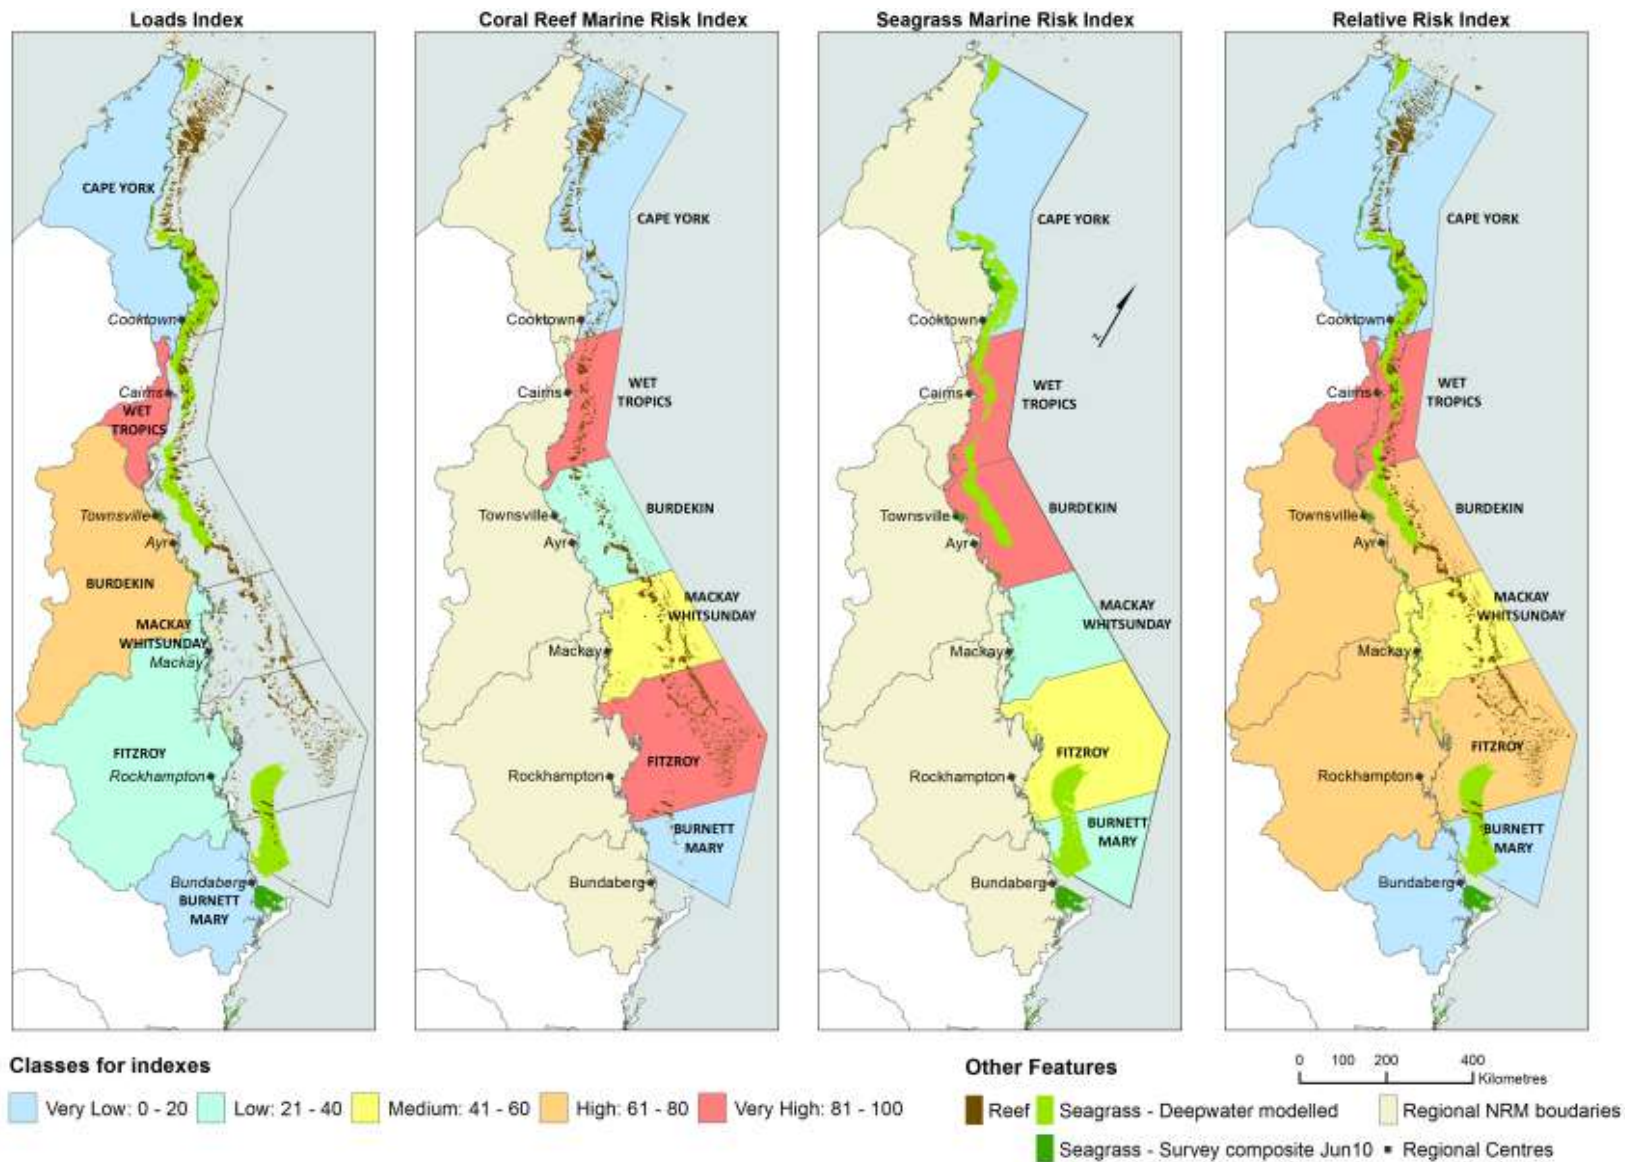 Loads Index
CAPE YORK
Cooktown
Cairns
WET
TROPICS
Townsville
Ayr
BURDEKIN
MACKAY
WHITSUNDAY
Mackay
FITZROY
Rockhampton
Bundaberg
BURNETT
MARY
Coral Reef Marine Risk Index
CAPE YORK
Cooktown
Cairns
WET
TROPICS
BURDEKIN
Townsville
Ayr
MACKAY
WHITSUNDAY
Mackay
FITZROY
Rockhampton
BURNETT
MARY
Bundaberg
Seagrass Marine Risk Index
CAPE YORK
Cooktown
N
Cairns
WET
TROPICS
BURDEKIN
Townsville
Ayr
MACKAY
WHITSUNDAY
Mackay
FITZROY
Rockhampton
BURNETT
MARY
Bundaberg
Relative Risk Index
CAPE YORK
Cooktown
Cairns
WET
TROPICS
BURDEKIN
Townsville
Ayr
MACKAY
WHITSUNDAY
Mackay
FITZROY
Rockhampton
BURNETT
MARY
Bundaberg
Classes for indexes
Very Low: 0 - 20
Low: 21 - 40
Medium: 41 - 60
High: 61 - 80
Very High: 81 - 100
Other Features
0 100 200 400
Kilometres
Reef
Seagrass - Deepwater modelled
Regional NRM boudaries
Seagrass - Survey composite Jun10
Regional Centres